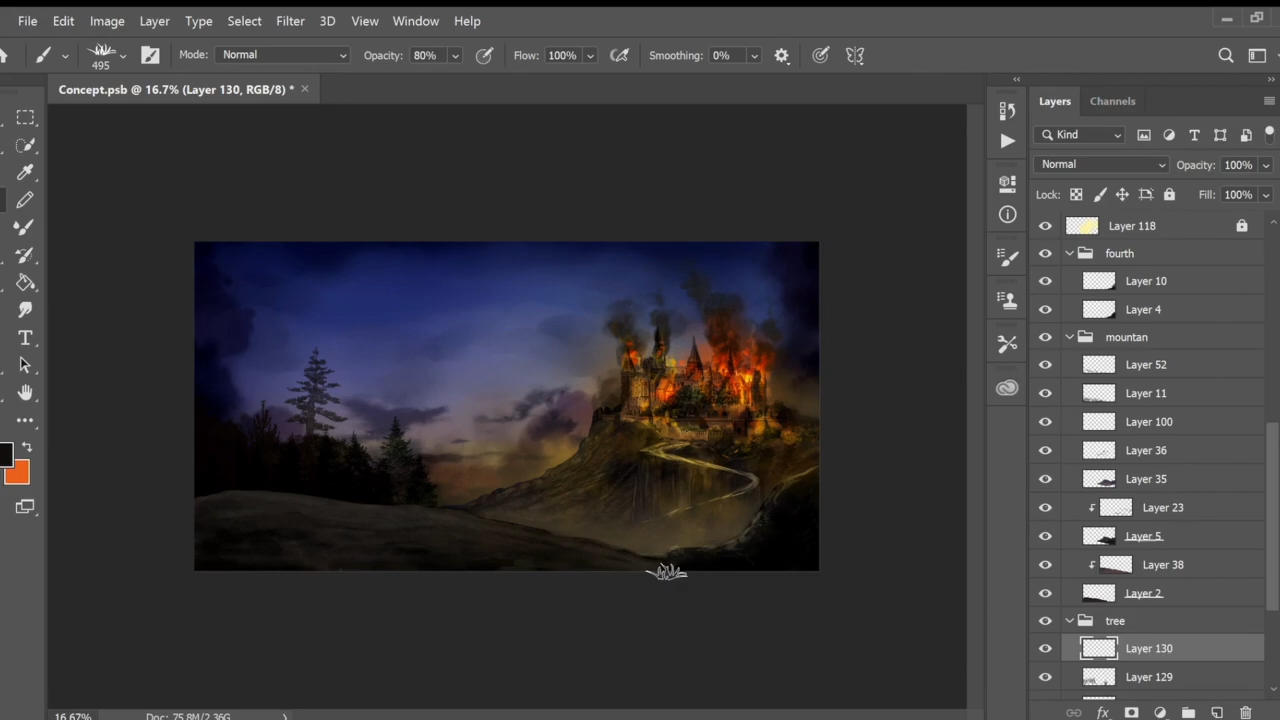 File Edit Image Layer Type Select Filter 3D View Window Help
495 Mode: Normal Opacity: 80% Flow: 100% Smoothing: 0%
Concept.psb @ 16.7% (Layer 130, RGB/8) * ×
Layers Channels
Kind
Normal Opacity: 100%
Lock: Fill: 100%
Layer 118
fourth
Layer 10
Layer 4
mountan
Layer 52
Layer 11
Layer 100
Layer 36
Layer 35
Layer 23
Layer 5
Layer 38
Layer 2
tree
Layer 130
Layer 129
16.67% Doc: 75.8M/2.36G